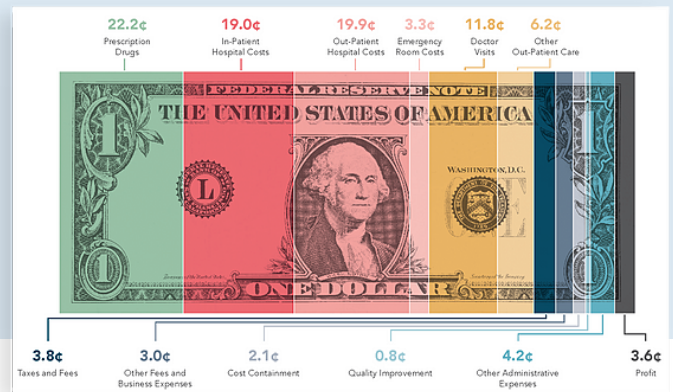 22.2¢ 19.0¢ 19.9¢ 3.3¢ 11.8¢ 6.2¢
Prescription Drugs
In-Patient Hospital Costs
Out-Patient Hospital Costs
Emergency Room Costs
Doctor Visits
Other Out-Patient Care
FEDERAL RESERVE NOTE
THE UNITED STATES OF AMERICA
1
1
L
WASHINGTON, D.C.
ONE
1
1
ONE DOLLAR
3.8¢ 3.0¢ 2.1¢ 0.8¢ 4.2¢ 3.6¢
Taxes and Fees
Other Fees and Business Expenses
Cost Containment
Quality Improvement
Other Administrative Expenses
Profit